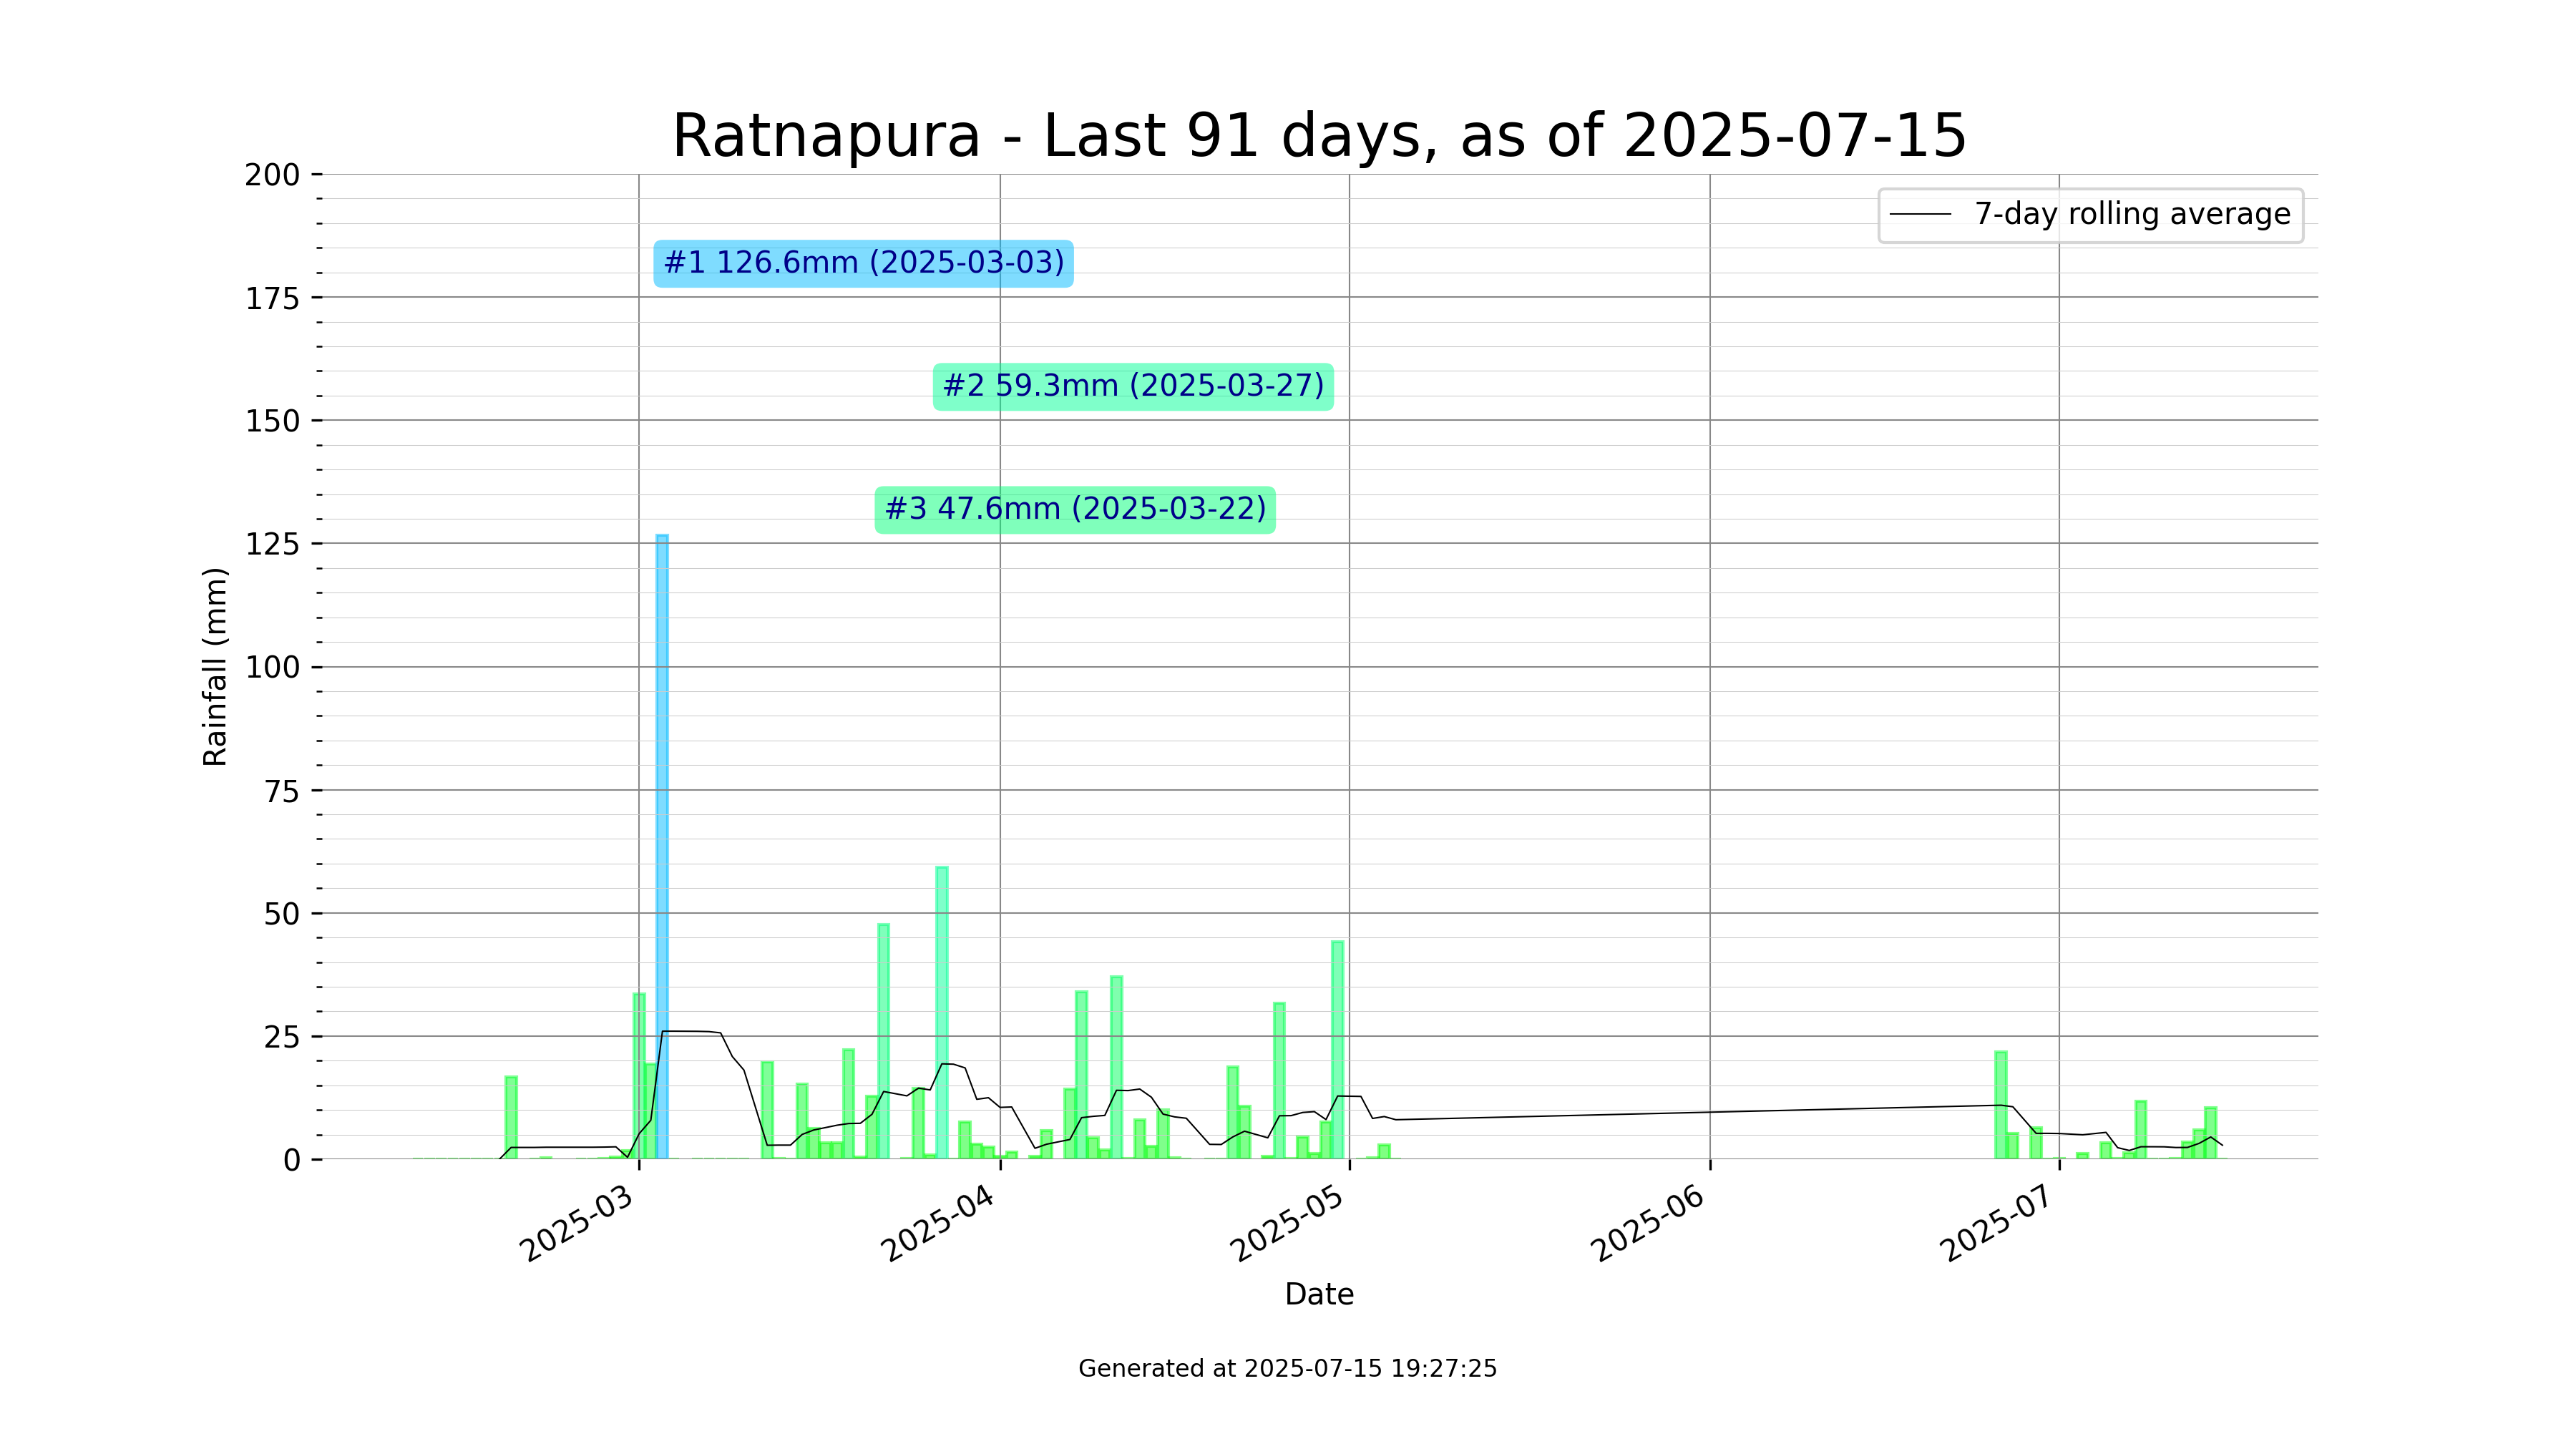 Ratnapura - Last 91 days, as of 2025-07-15
7-day rolling average
#1 126.6mm (2025-03-03)
#2 59.3mm (2025-03-27)
#3 47.6mm (2025-03-22)
Rainfall (mm)
200
175
150
125
100
75
50
25
0
2025-03
2025-04
2025-05
2025-06
2025-07
Date
Generated at 2025-07-15 19:27:25